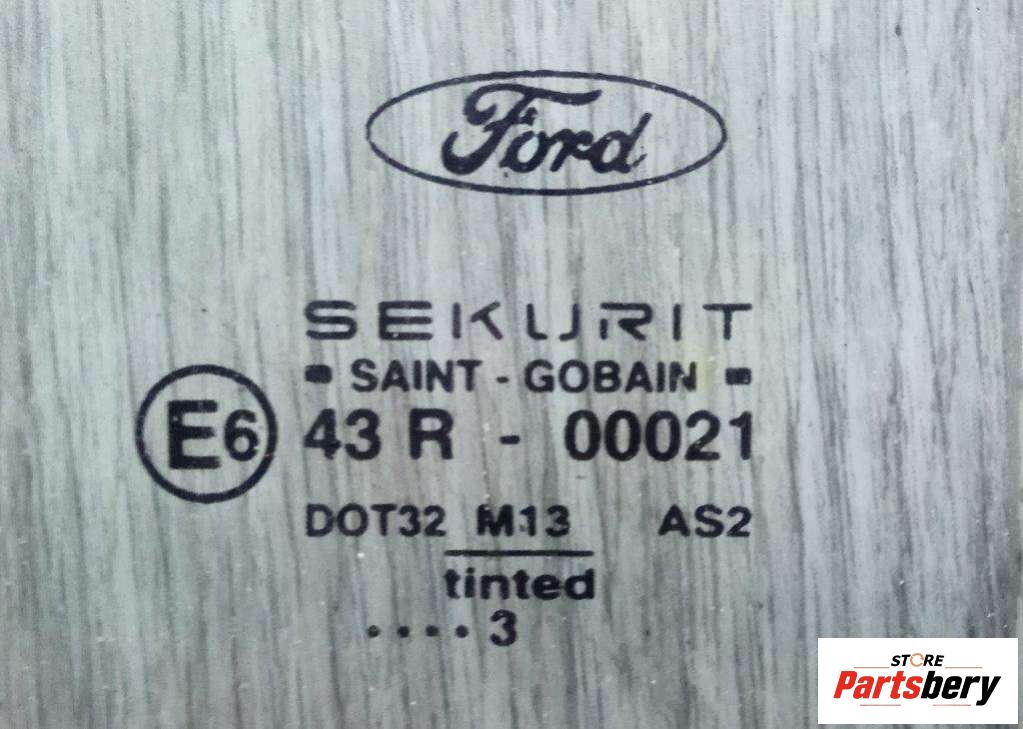 Ford
SEKURIT
SAINT - GOBAIN
E6 43 R - 00021
DOT32 M13 AS2
tinted
....3
STORE
Partsbery